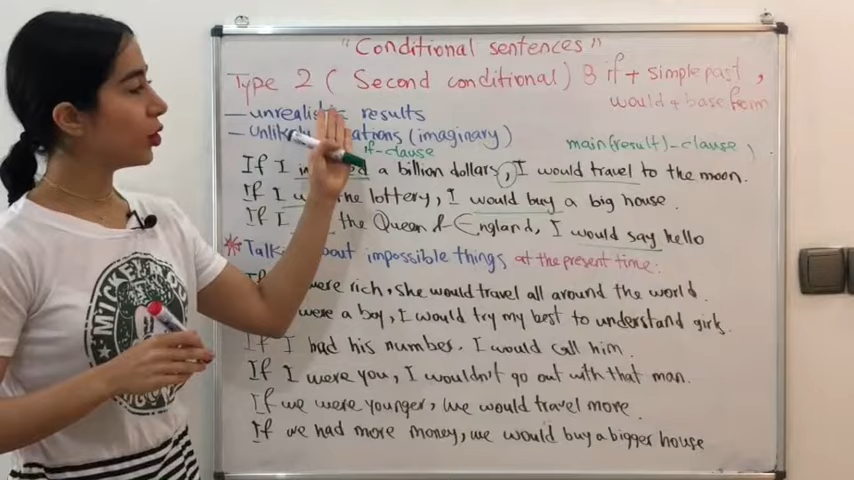 "Conditional sentences"
Type 2 ( Second conditional ) if + simple past,
would + base form
— unrealistic results
— Unlikely (imaginary)
if-clause main(result)-clause
If I a billion dollars, I would travel to the moon.
If I the lottery, I would buy a big house.
If I the Queen of England, I would say hello
* Talking about impossible things at the present time.
were rich, she would travel all around the world.
were a boy, I would try my best to understand girls.
If I had his number. I would call him.
If I were you, I wouldn't go out with that man.
If we were younger, we would travel more.
If we had more money, we would buy a bigger house
MICKEY